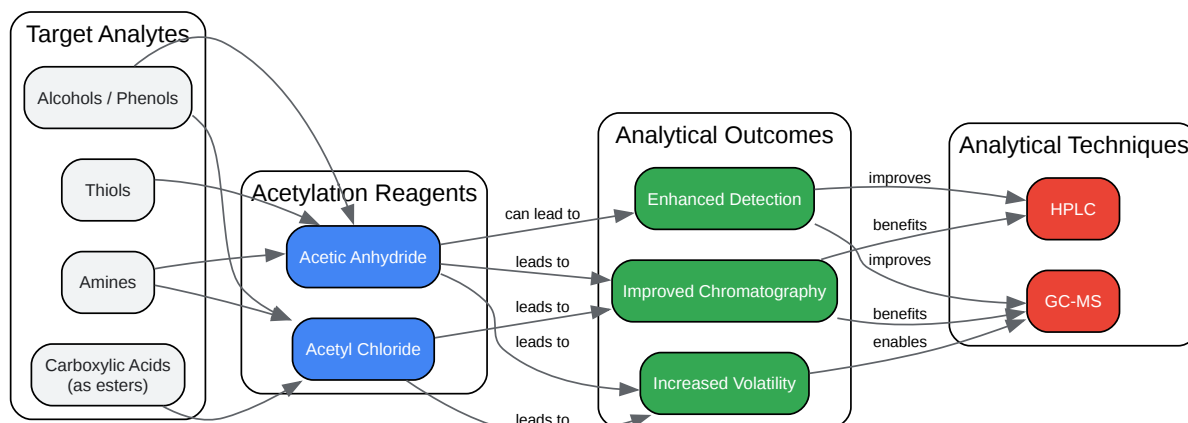 Target Analytes
Alcohols / Phenols
Thiols
Amines
Carboxylic Acids
(as esters)
Acetylation Reagents
Acetic Anhydride
Acetyl Chloride
can lead to
leads to
leads to
leads to
leads to
Analytical Outcomes
Enhanced Detection
Improved Chromatography
Increased Volatility
improves
benefits
improves
benefits
enables
Analytical Techniques
HPLC
GC-MS